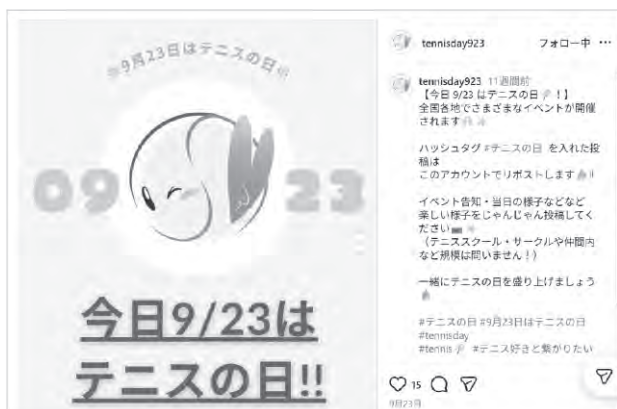 9月23日はテニスの日
09 23
今日9/23は
テニスの日!!
tennisday923 フォロー中 …
tennisday923 11週間前
【今日 9/23 はテニスの日！】
全国各地でさまざまなイベントが開催
されます
ハッシュタグ #テニスの日 を入れた投
稿は
このアカウントでリポストします!!
イベント告知・当日の様子などなど
楽しい様子をじゃんじゃん投稿してく
ださい
（テニススクール・サークルや仲間内
など規模は問いません！）
一緒にテニスの日を盛り上げましょう
#テニスの日 #9月23日はテニスの日
#tennisday
#tennis #テニス好きと繋がりたい
15
9月23日